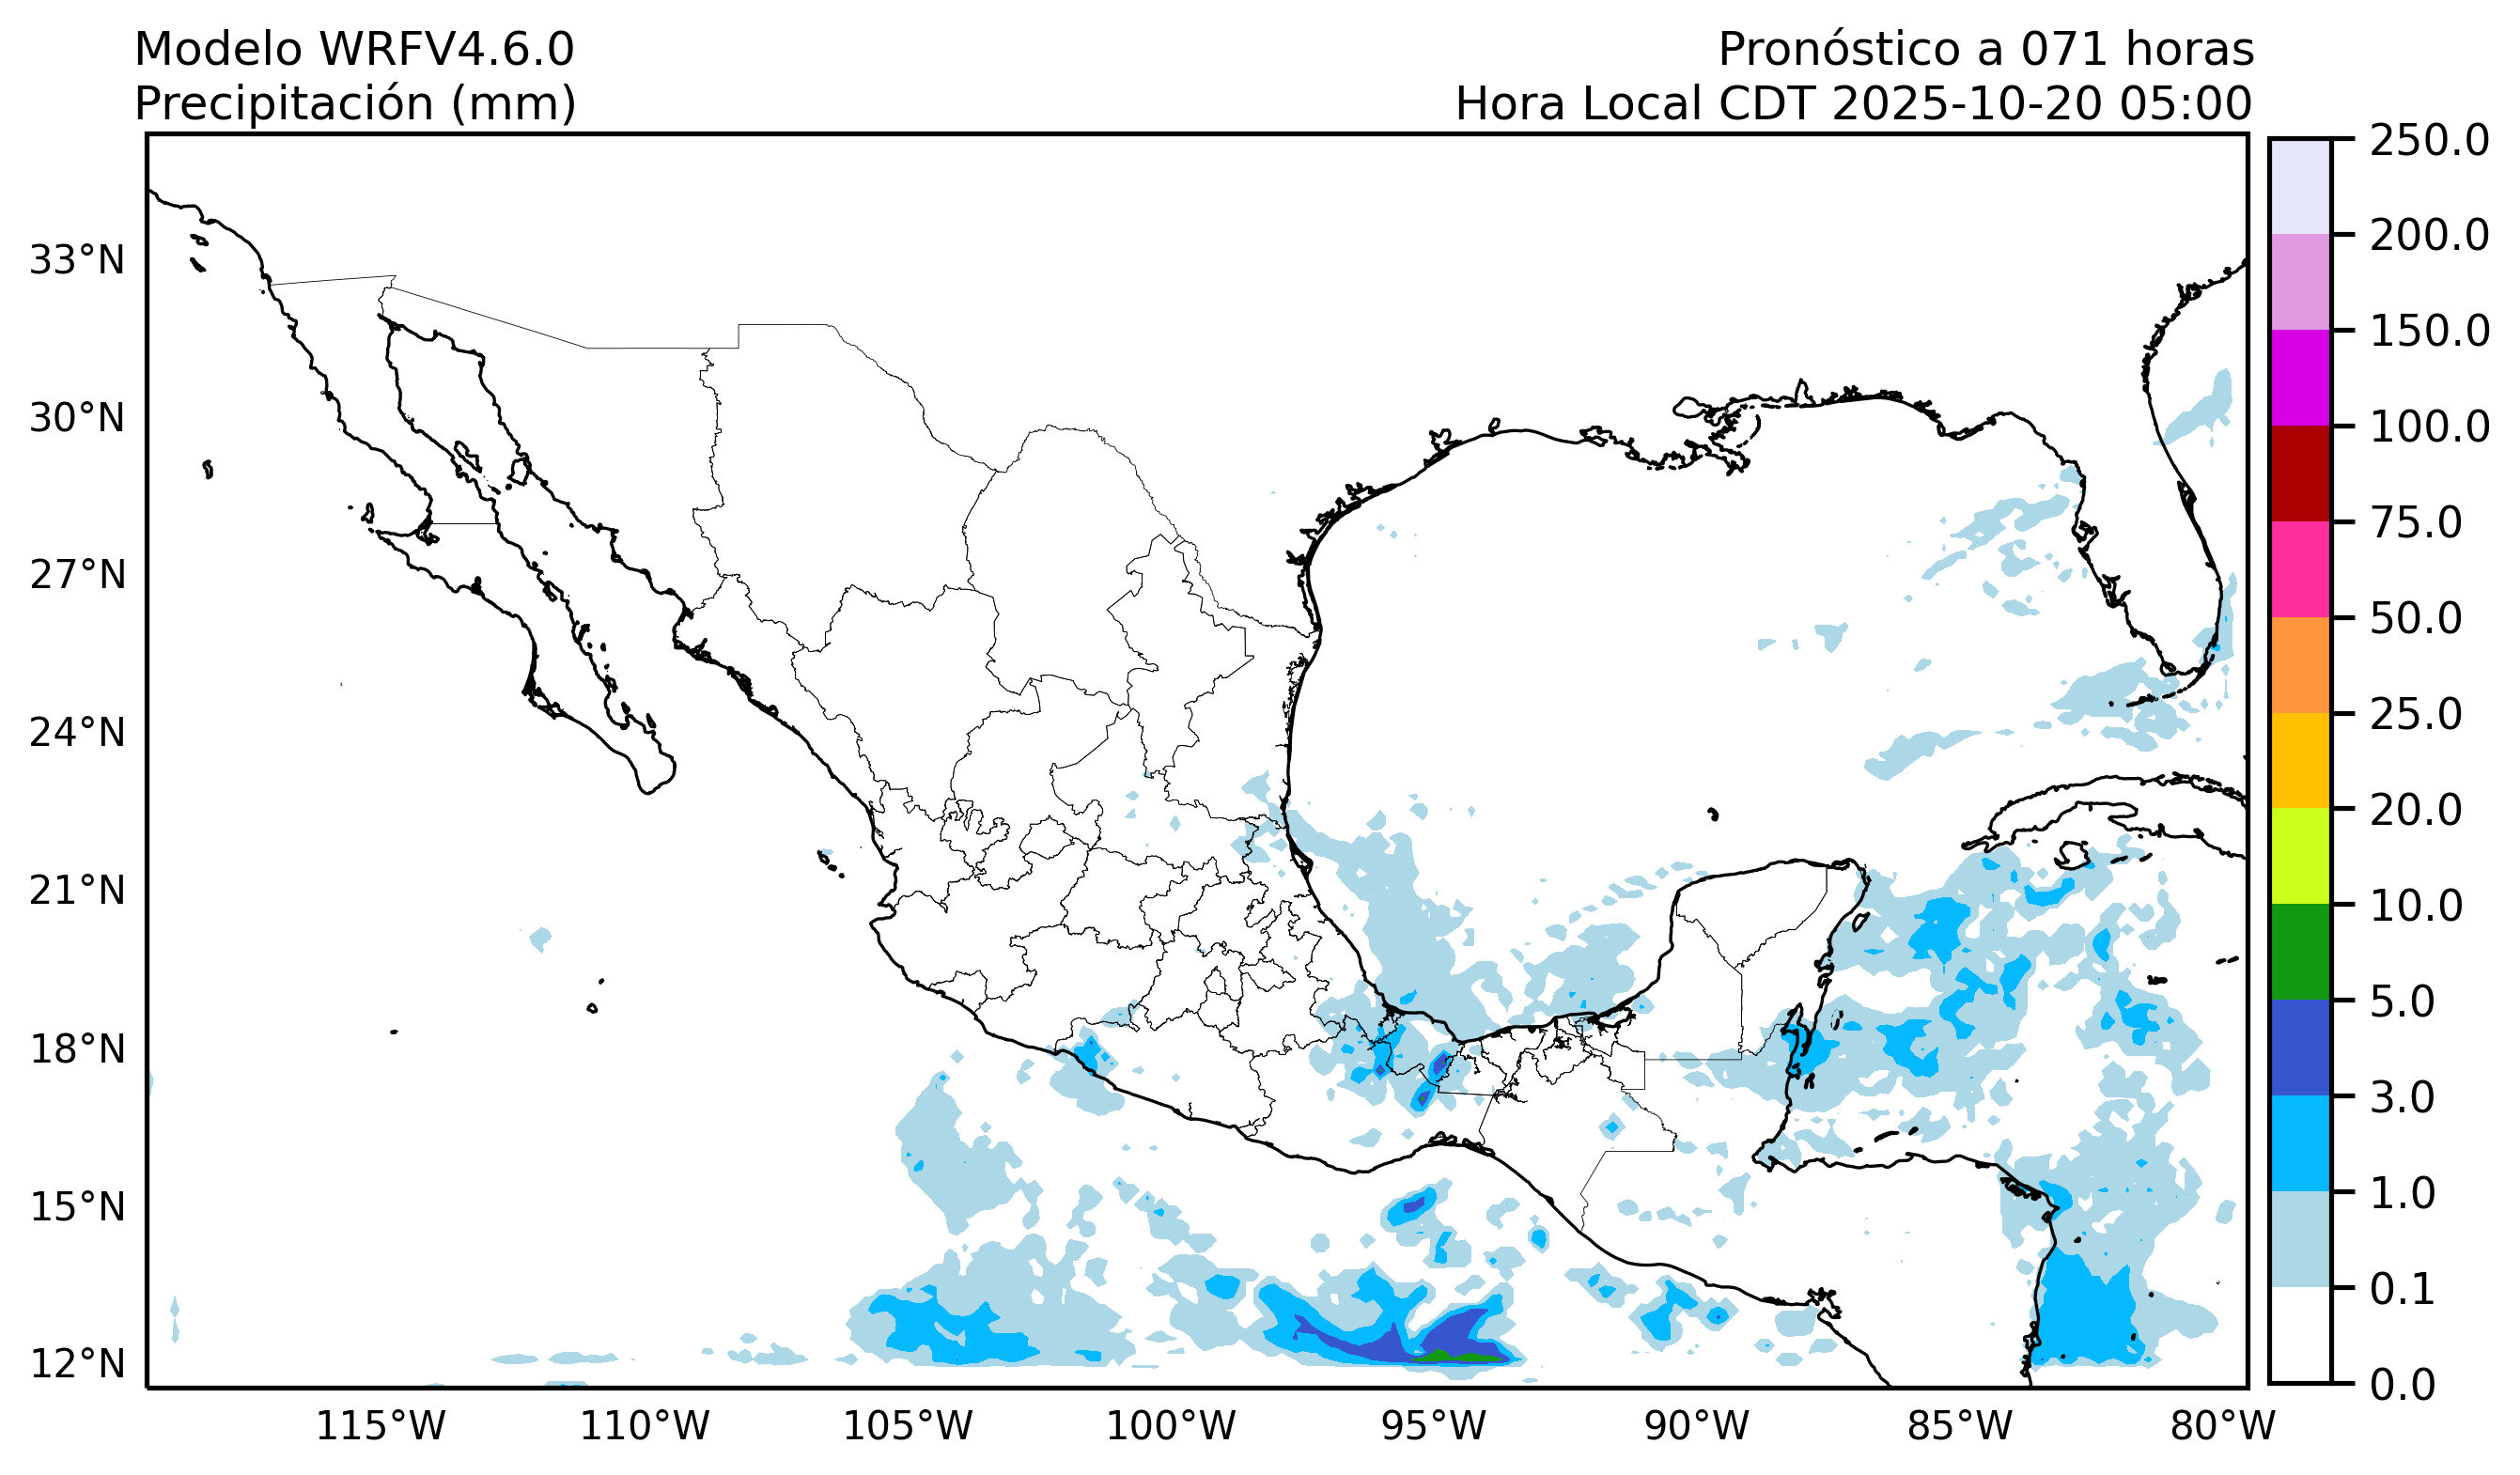 Modelo WRFV4.6.0
Precipitación (mm)
Pronóstico a 071 horas
Hora Local CDT 2025-10-20 05:00
33°N
30°N
27°N
24°N
21°N
18°N
15°N
12°N
115°W
110°W
105°W
100°W
95°W
90°W
85°W
80°W
250.0
200.0
150.0
100.0
75.0
50.0
25.0
20.0
10.0
5.0
3.0
1.0
0.1
0.0